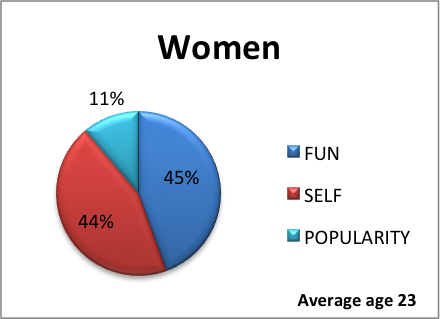 Women
11%
45%
44%
FUN
SELF
POPULARITY
Average age 23